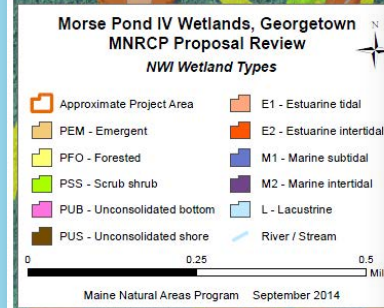 Morse Pond IV Wetlands, Georgetown
MNRCP Proposal Review
N
NWI Wetland Types
Approximate Project Area
PEM - Emergent
PFO - Forested
PSS - Scrub shrub
PUB - Unconsolidated bottom
PUS - Unconsolidated shore
E1 - Estuarine tidal
E2 - Estuarine intertidal
M1 - Marine subtidal
M2 - Marine intertidal
L - Lacustrine
River / Stream
0 0.25 0.5
Maine Natural Areas Program September 2014